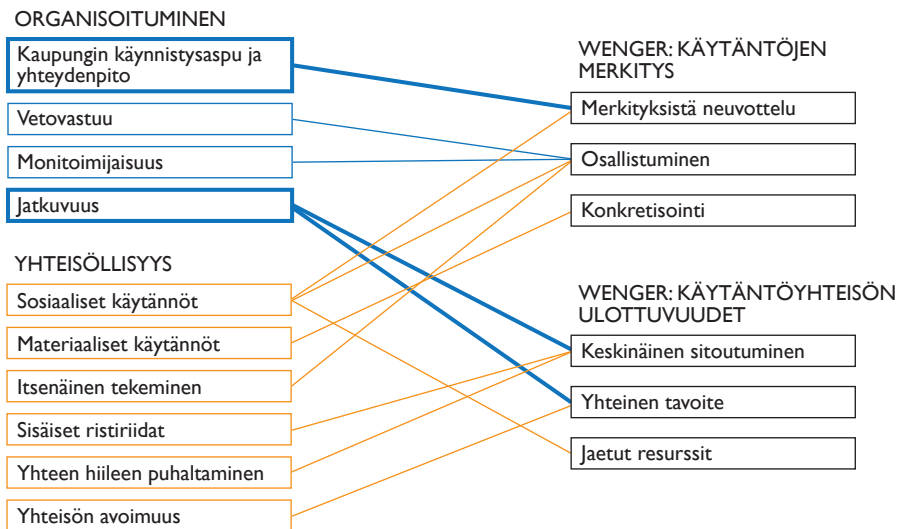 ORGANISOITUMINEN
Kaupungin käynnistysaspu ja
yhteydenpito
Vetovastuu
Monitoimijaisuus
Jatkuvuus
YHTEISÖLLISYYS
Sosiaaliset käytännöt
Materiaaliset käytännöt
Itsenäinen tekeminen
Sisäiset ristiriidat
Yhteen hiileen puhaltaminen
Yhteisön avoimuus
WENGER: KÄYTÄNTÖJEN
MERKITYS
Merkityksistä neuvottelu
Osallistuminen
Konkretisointi
WENGER: KÄYTÄNTÖYHTEISÖN
ULOTTUVUUDET
Keskinäinen sitoutuminen
Yhteinen tavoite
Jaetut resurssit